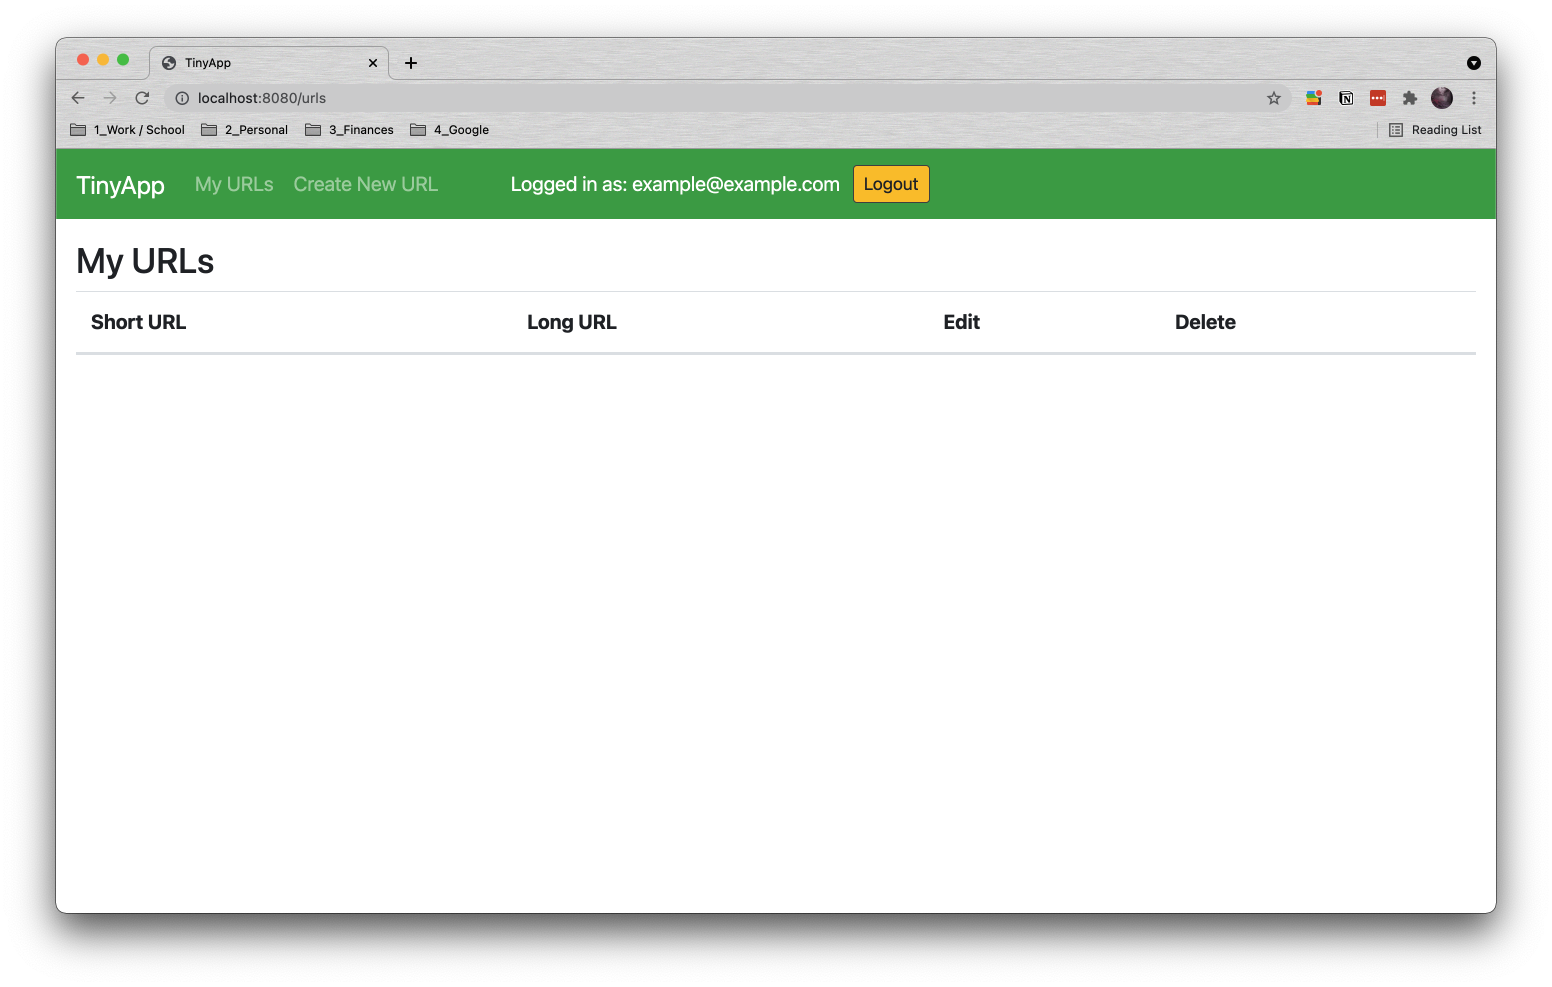 TinyApp
localhost:8080/urls
1_Work / School 2_Personal 3_Finances 4_Google Reading List
TinyApp My URLs Create New URL Logged in as: example@example.com Logout
My URLs
Short URL Long URL Edit Delete